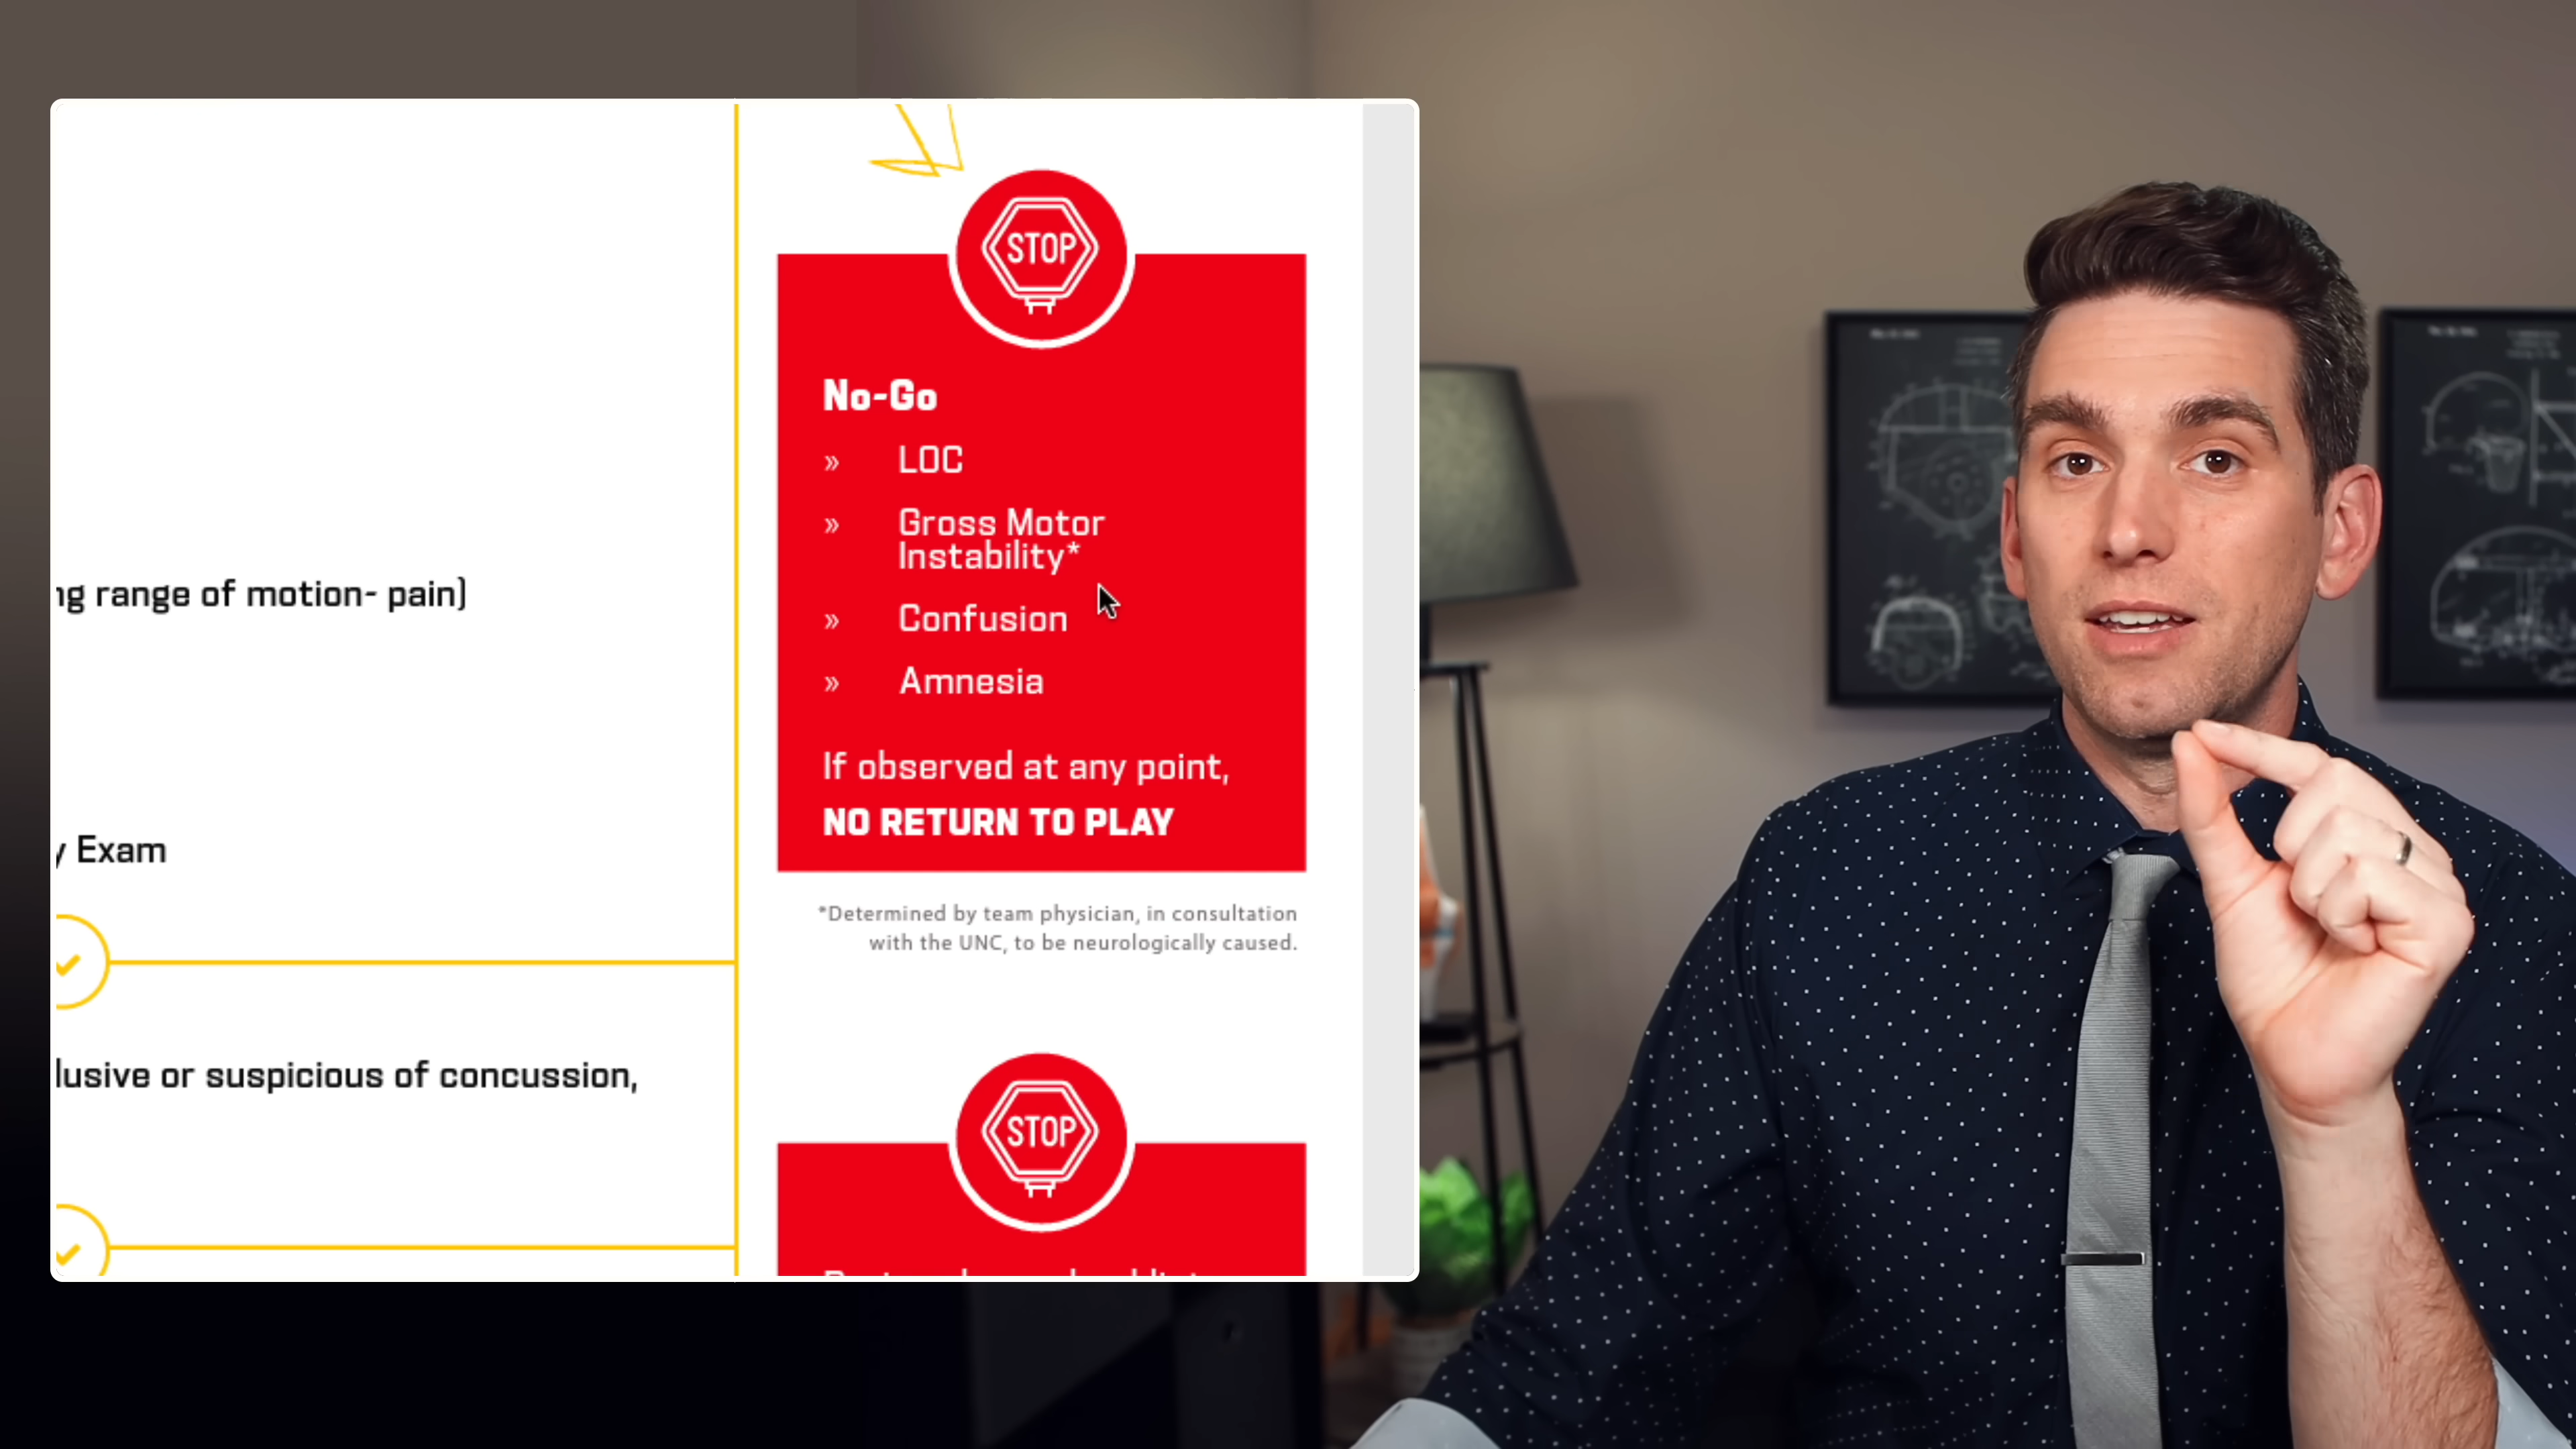 STOP
No-Go
» LOC
» Gross Motor
Instability*
» Confusion
» Amnesia
If observed at any point,
NO RETURN TO PLAY
*Determined by team physician, in consultation
with the UNC, to be neurologically caused.
ng range of motion- pain)
y Exam
lusive or suspicious of concussion,
STOP